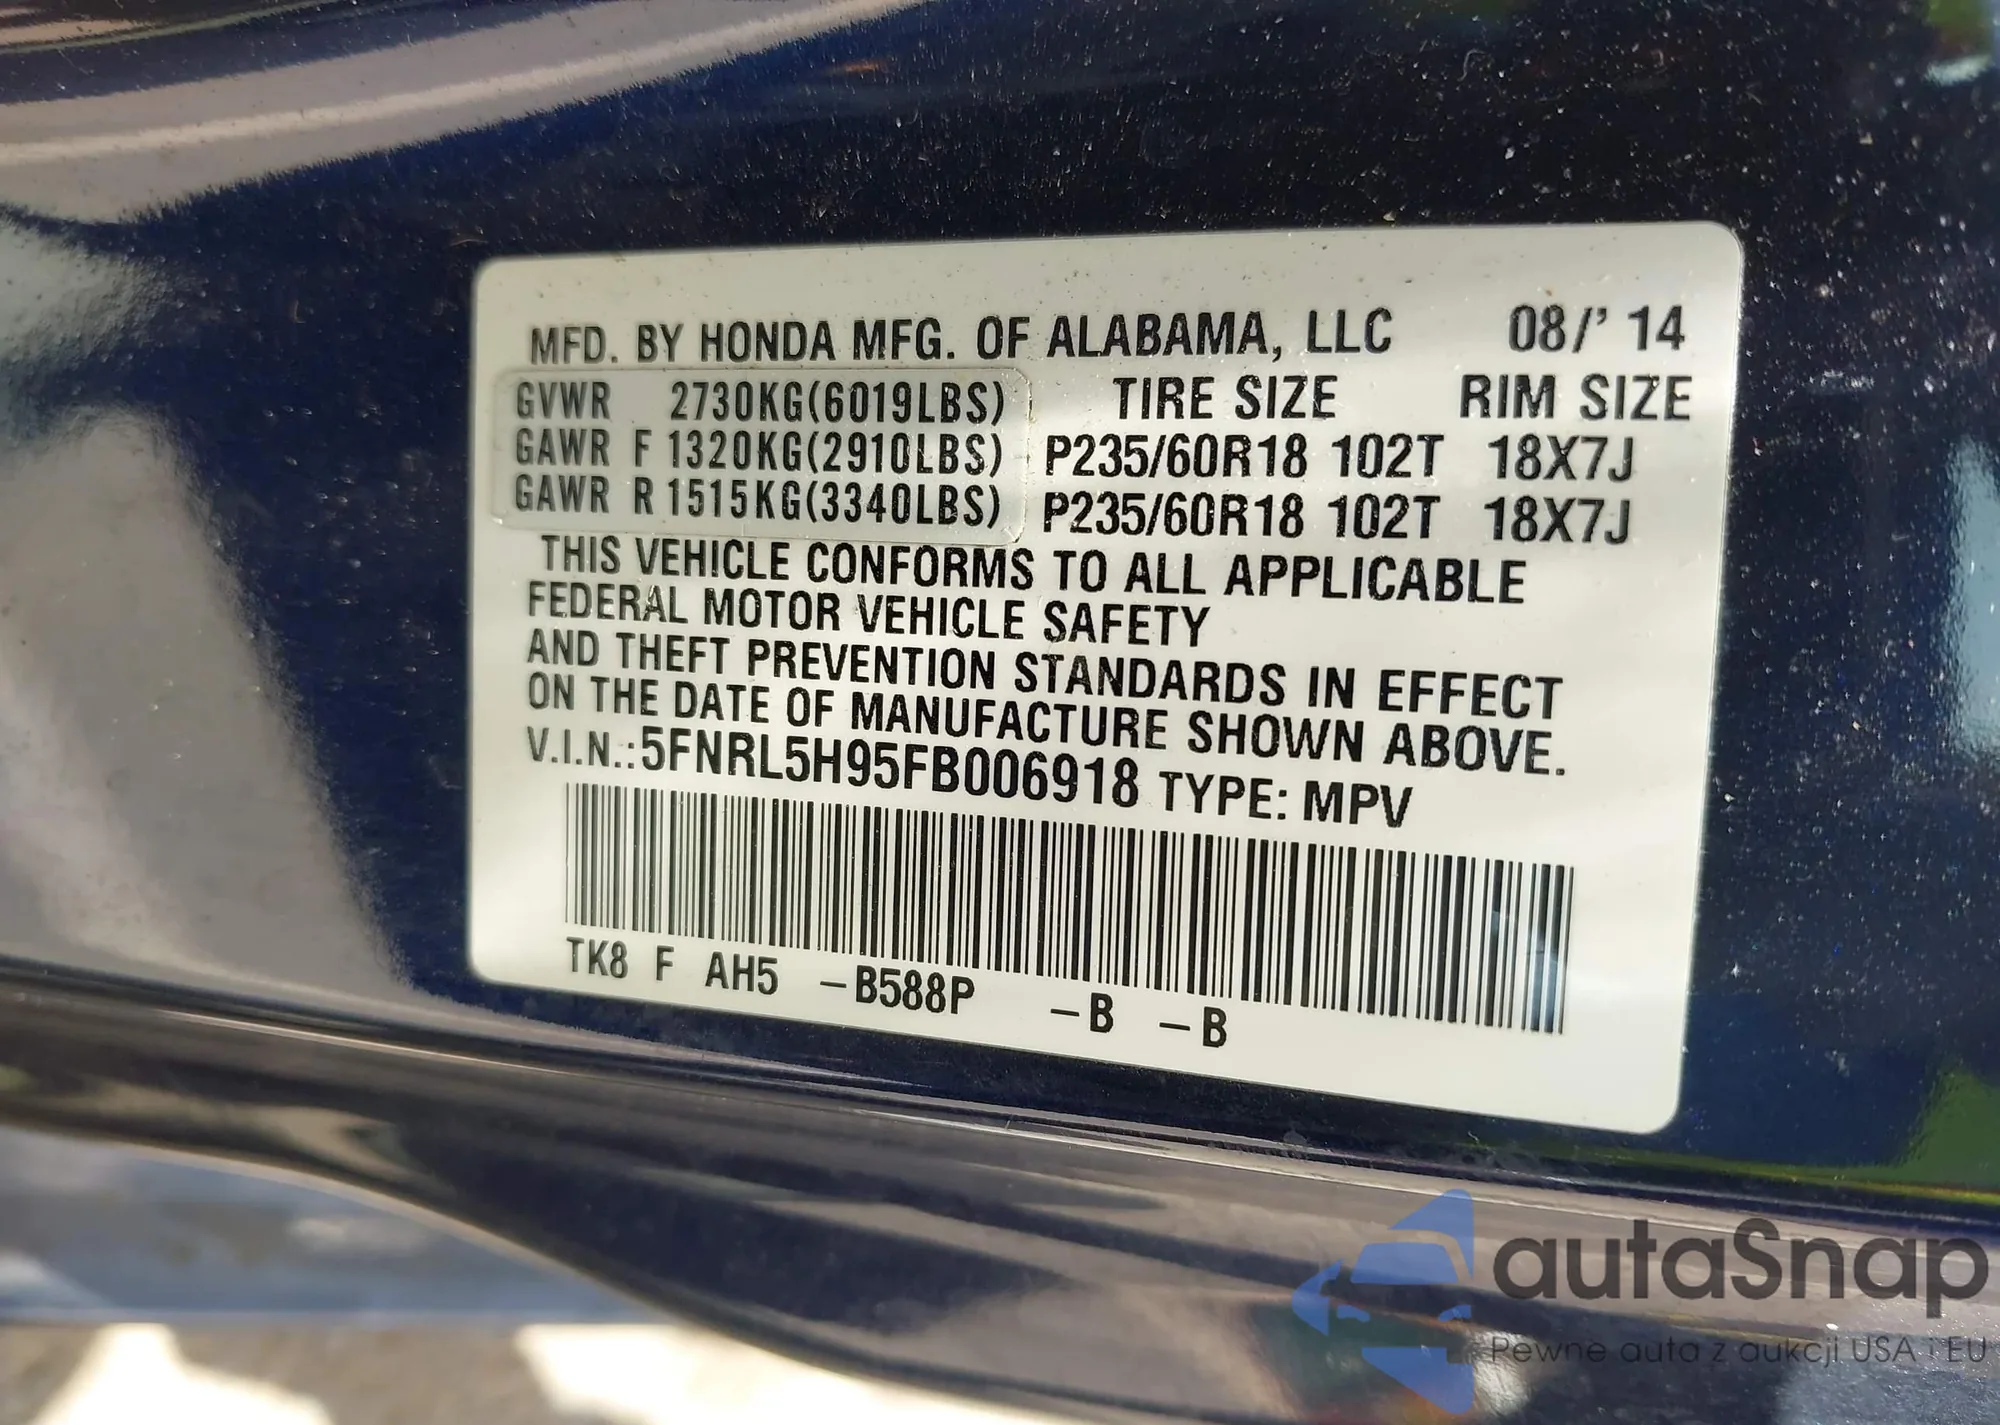 MFD. BY HONDA MFG. OF ALABAMA, LLC 08/' 14
GVWR 2730KG(6019LBS) TIRE SIZE RIM SIZE
GAWR F 1320KG(2910LBS) P235/60R18 102T 18X7J
GAWR R 1515KG(3340LBS) P235/60R18 102T 18X7J
THIS VEHICLE CONFORMS TO ALL APPLICABLE
FEDERAL MOTOR VEHICLE SAFETY
AND THEFT PREVENTION STANDARDS IN EFFECT
ON THE DATE OF MANUFACTURE SHOWN ABOVE.
V.I.N.:5FNRL5H95FB006918 TYPE: MPV
TK8 F AH5 -B588P -B -B
autaSnap
Pewne auta z aukcji USA i EU